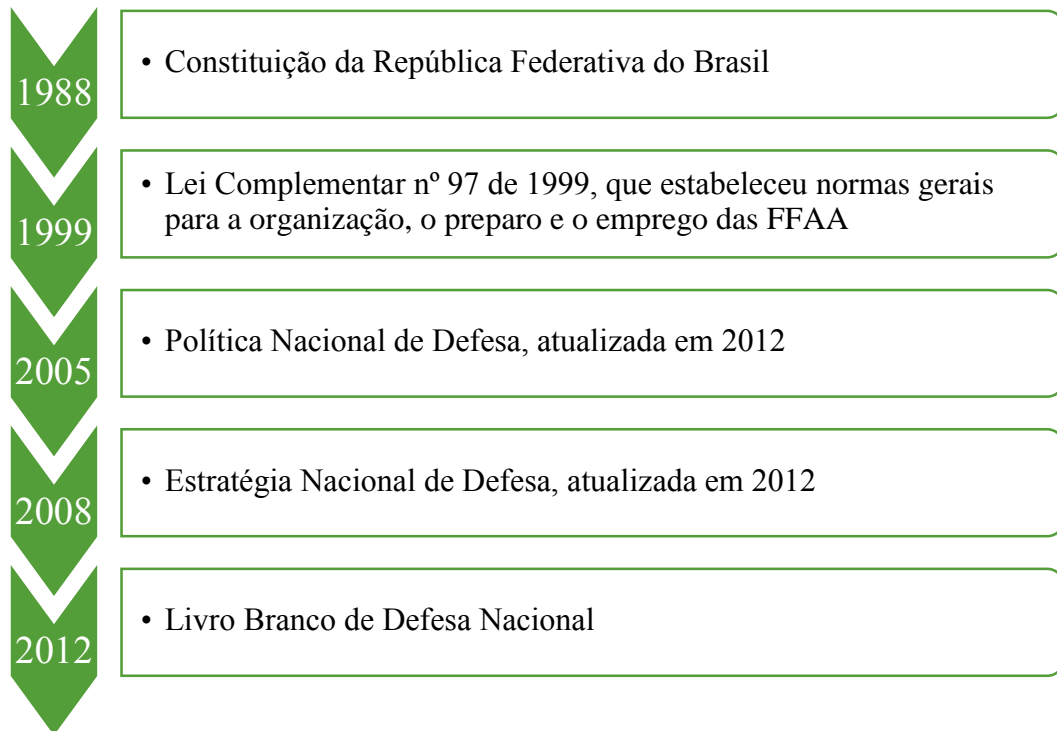 1988
• Constituição da República Federativa do Brasil
1999
• Lei Complementar nº 97 de 1999, que estabeleceu normas gerais
para a organização, o preparo e o emprego das FFAA
2005
• Política Nacional de Defesa, atualizada em 2012
2008
• Estratégia Nacional de Defesa, atualizada em 2012
2012
• Livro Branco de Defesa Nacional